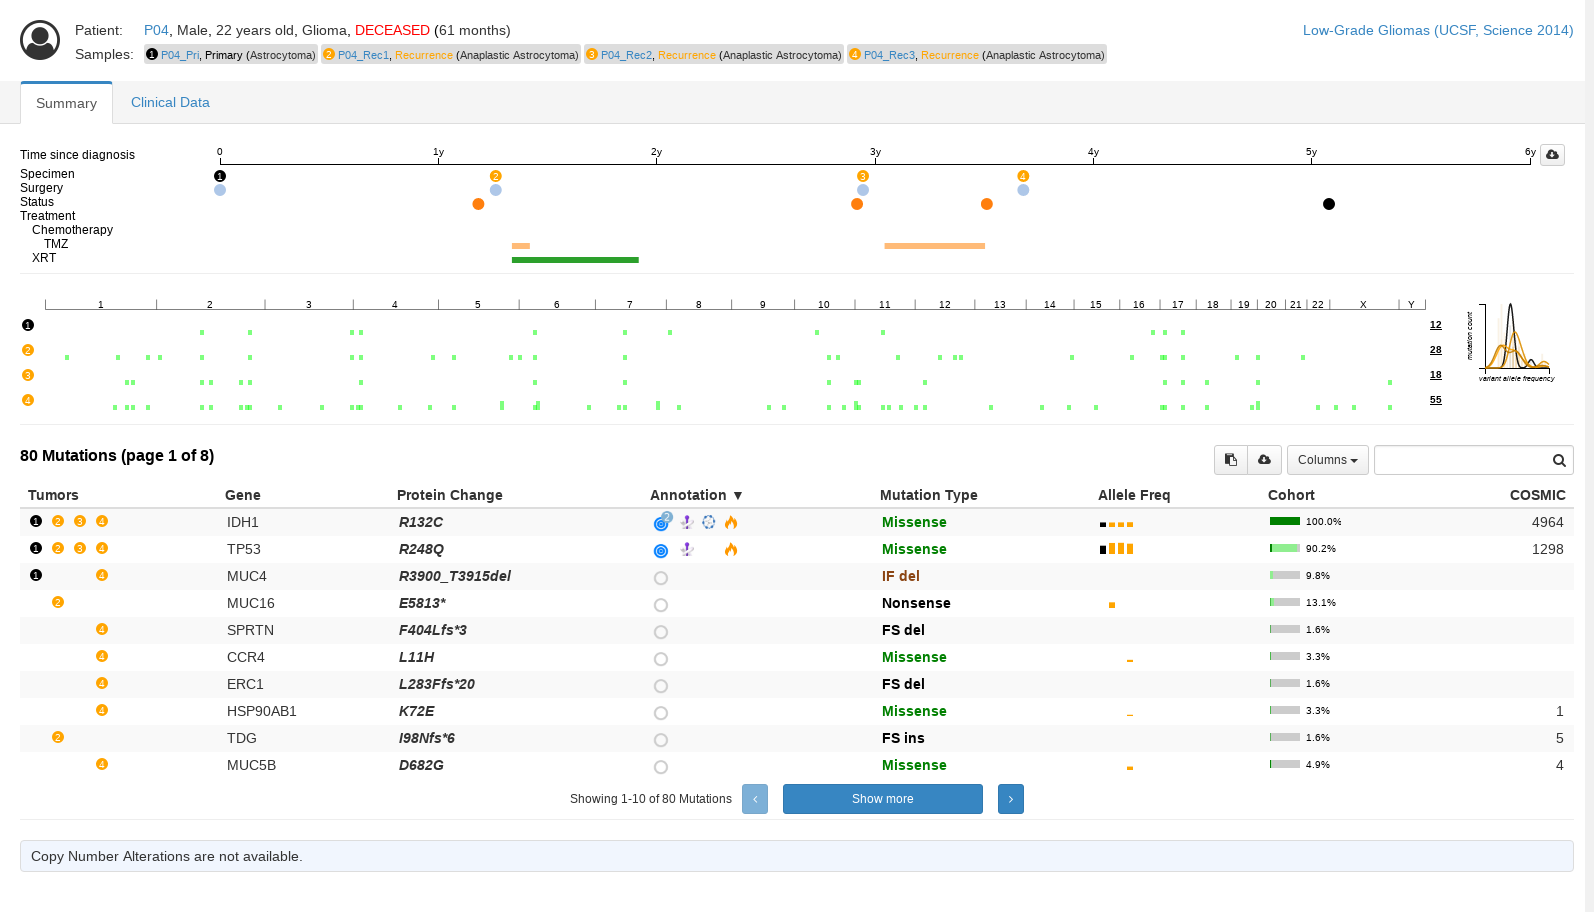 Patient: P04, Male, 22 years old, Glioma, DECEASED (61 months) Low-Grade Gliomas (UCSF, Science 2014)
Samples: 1 P04_Pri, Primary (Astrocytoma) 2 P04_Rec1, Recurrence (Anaplastic Astrocytoma) 3 P04_Rec2, Recurrence (Anaplastic Astrocytoma) 4 P04_Rec3, Recurrence (Anaplastic Astrocytoma)
Summary Clinical Data
Time since diagnosis 0 1y 2y 3y 4y 5y 6y
Specimen 1 2 3 4
Surgery
Status
Treatment
Chemotherapy
TMZ
XRT
1 2 3 4 5 6 7 8 9 10 11 12 13 14 15 16 17 18 19 20 21 22 X Y
1 12
2 28
3 18
4 55
mutation count
variant allele frequency
80 Mutations (page 1 of 8) Columns
Tumors Gene Protein Change Annotation ▼ Mutation Type Allele Freq Cohort COSMIC
1 2 3 4 IDH1 R132C 2 Missense 100.0% 4964
1 2 3 4 TP53 R248Q Missense 90.2% 1298
1 4 MUC4 R3900_T3915del IF del 9.8%
2 MUC16 E5813* Nonsense 13.1%
4 SPRTN F404Lfs*3 FS del 1.6%
4 CCR4 L11H Missense 3.3%
4 ERC1 L283Ffs*20 FS del 1.6%
4 HSP90AB1 K72E Missense 3.3% 1
2 TDG I98Nfs*6 FS ins 1.6% 5
4 MUC5B D682G Missense 4.9% 4
Showing 1-10 of 80 Mutations ‹ Show more ›
Copy Number Alterations are not available.